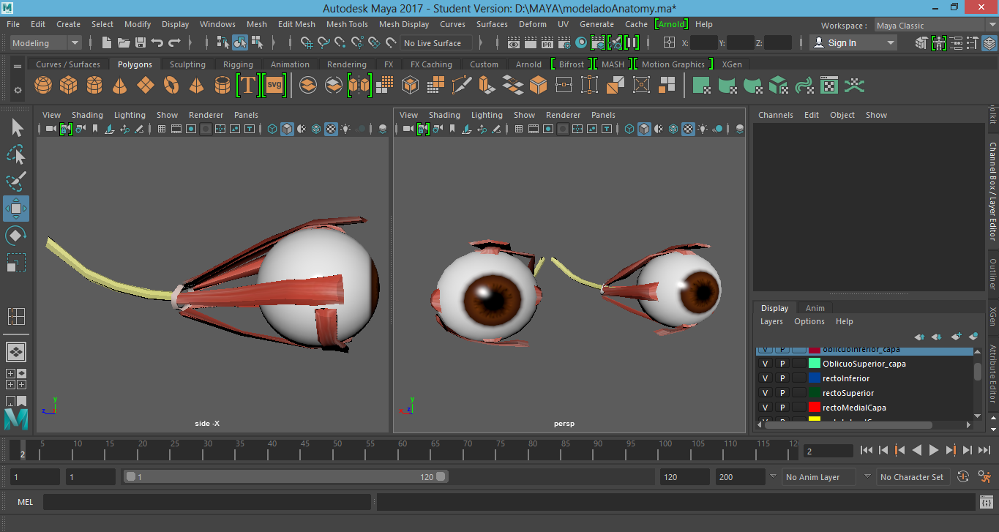 Autodesk Maya 2017 - Student Version: D:\MAYA\modeladoAnatomy.ma*
File Edit Create Select Modify Display Windows Mesh Edit Mesh Mesh Tools Mesh Display Curves Surfaces Deform UV Generate Cache [Arnold] Help Workspace : Maya Classic
Modeling No Live Surface X: Y: Z: Sign In
IPR
Curves / Surfaces Polygons Sculpting Rigging Animation Rendering FX FX Caching Custom Arnold [ Bifrost ] [ MASH ] [ Motion Graphics ] XGen
T svg
View Shading Lighting Show Renderer Panels
View Shading Lighting Show Renderer Panels
Channels Edit Object Show
Channel Box / Layer Editor
Outliner
XGen
Attribute Editor
y
z
side -X
y
x z
persp
Display Anim
Layers Options Help
V P oblicuoInferior_capa
V P OblicuoSuperior_capa
V P rectoInferior
V P rectoSuperior
V P rectoMedialCapa
5 10 15 20 25 30 35 40 45 50 55 60 65 70 75 80 85 90 95 100 105 110 115 12
2
2
1 1 1 120 120 200 No Anim Layer No Character Set
MEL